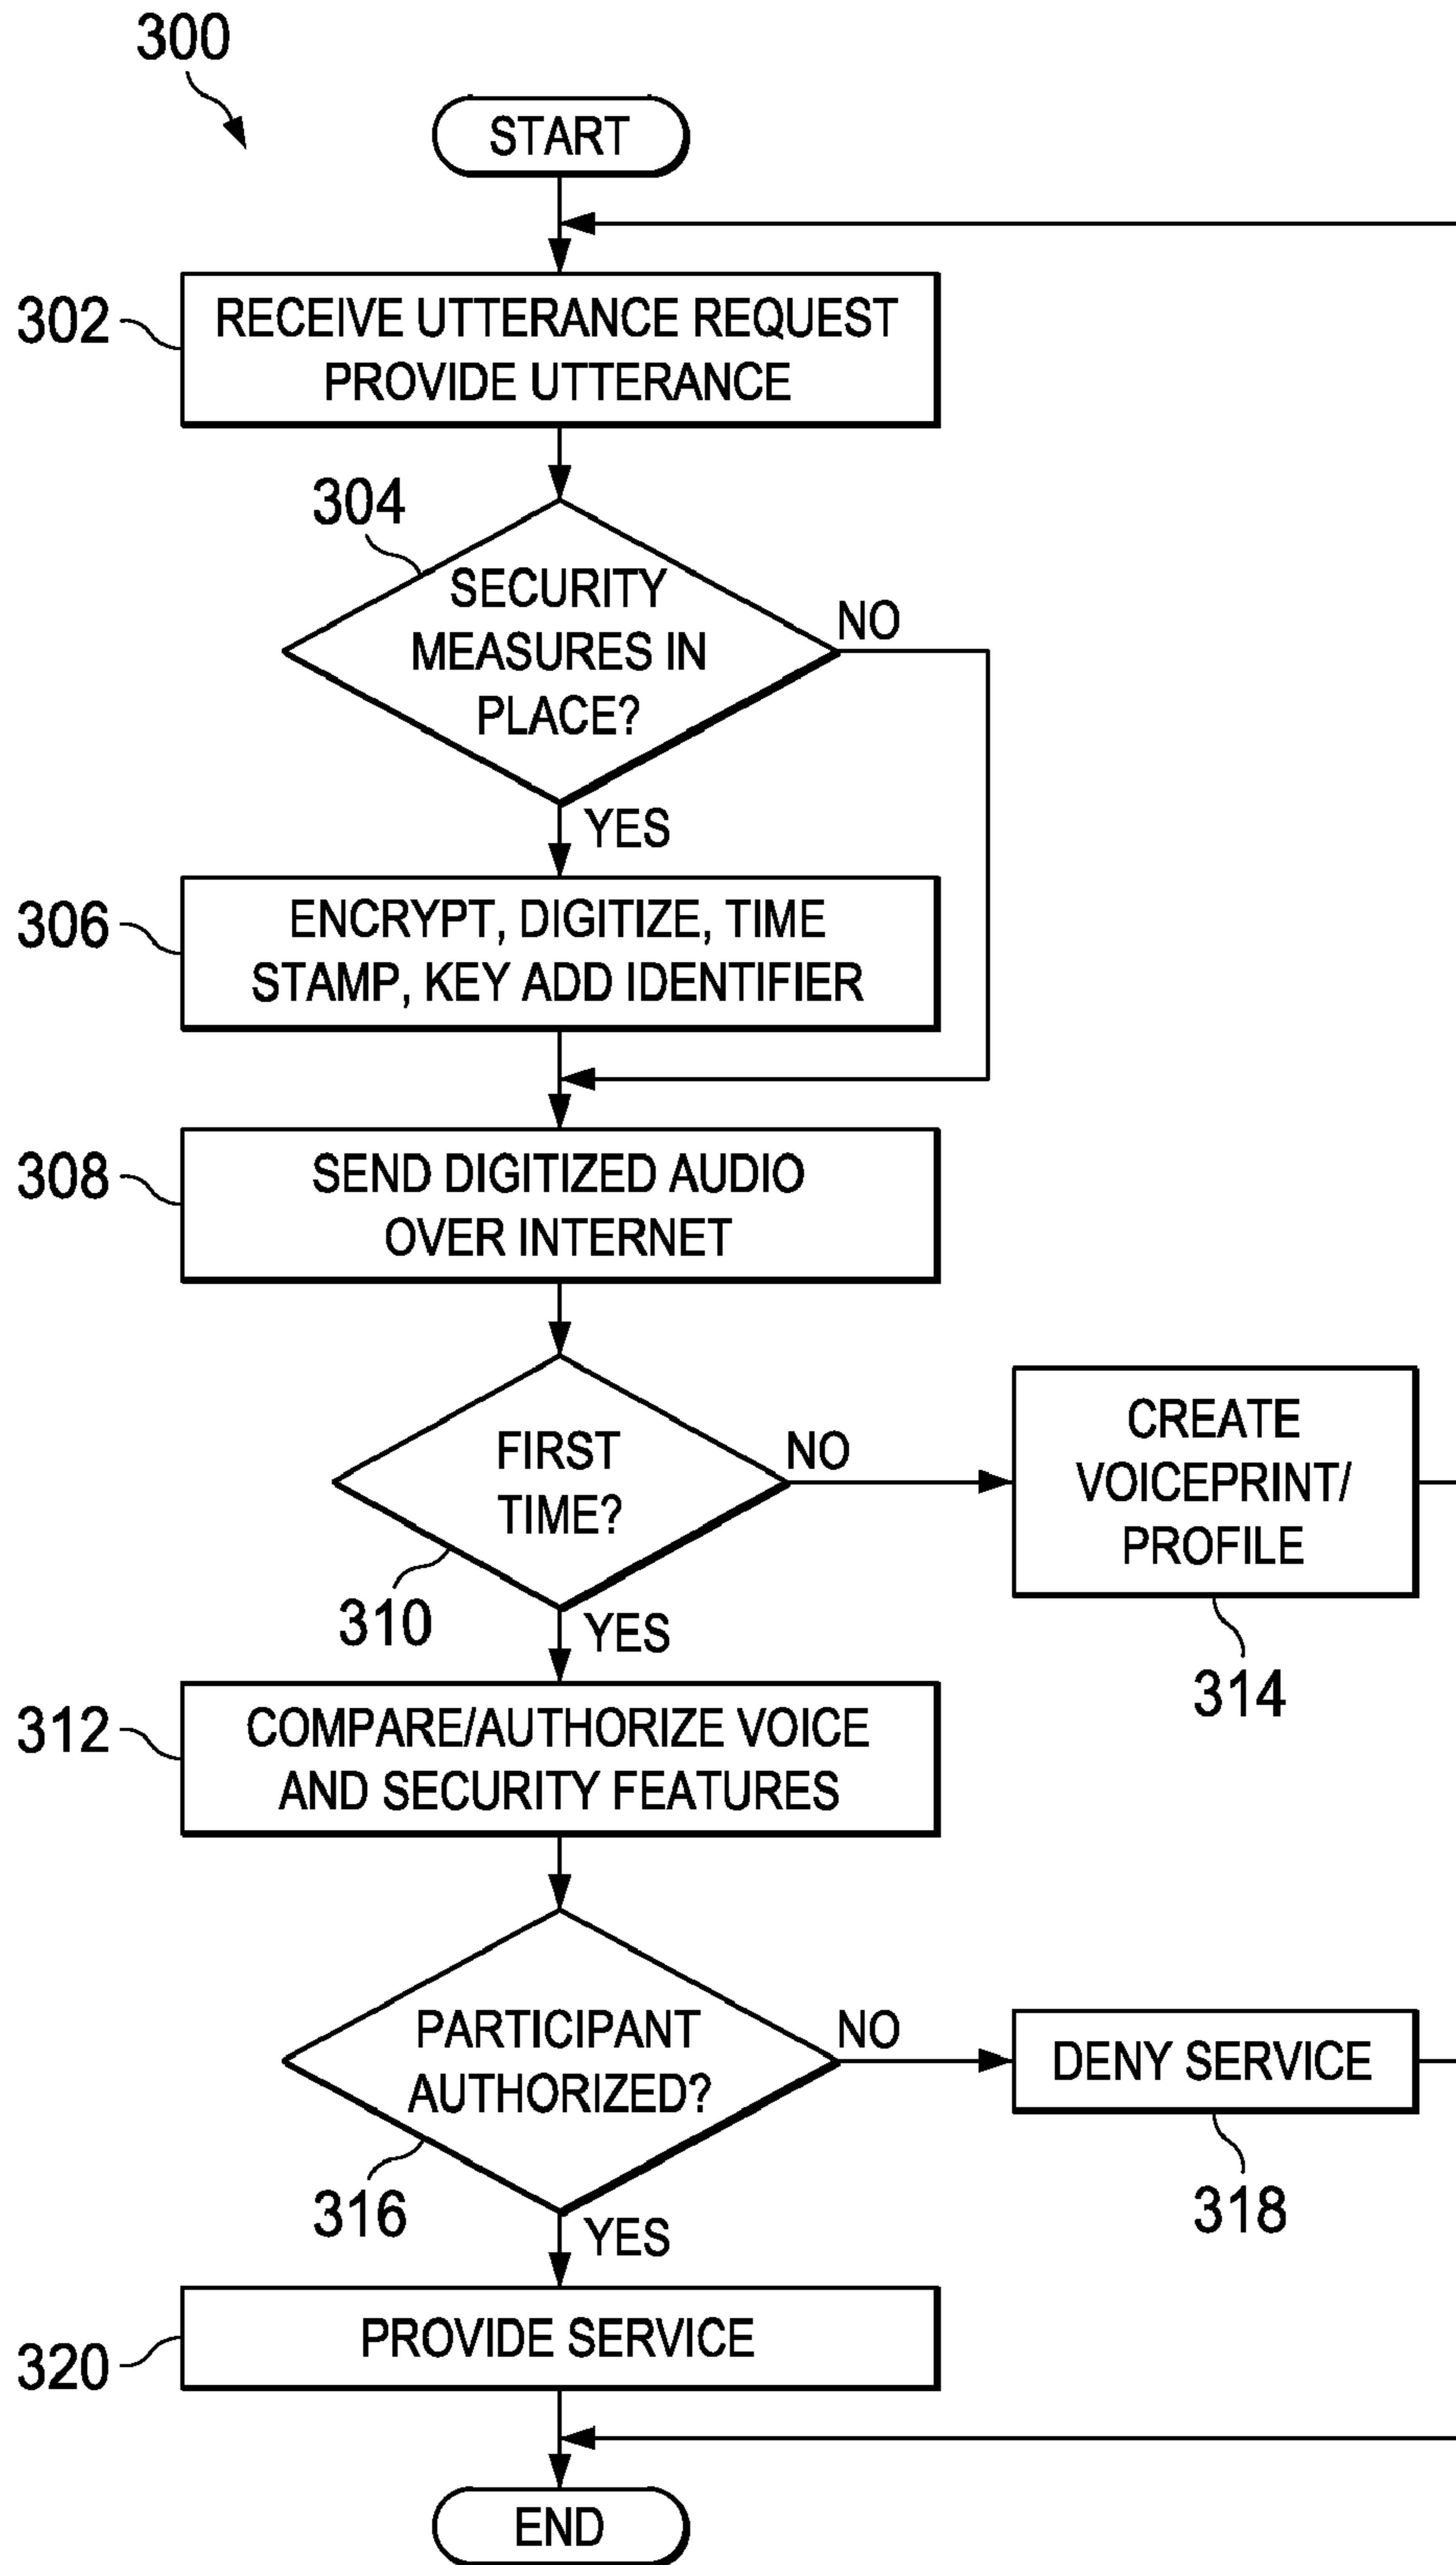 300
START
302
RECEIVE UTTERANCE REQUEST
PROVIDE UTTERANCE
304
SECURITY
MEASURES IN
PLACE?
NO
YES
306
ENCRYPT, DIGITIZE, TIME
STAMP, KEY ADD IDENTIFIER
308
SEND DIGITIZED AUDIO
OVER INTERNET
FIRST
TIME?
NO
310
YES
CREATE
VOICEPRINT/
PROFILE
314
312
COMPARE/AUTHORIZE VOICE
AND SECURITY FEATURES
PARTICIPANT
AUTHORIZED?
NO
316
YES
DENY SERVICE
318
320
PROVIDE SERVICE
END